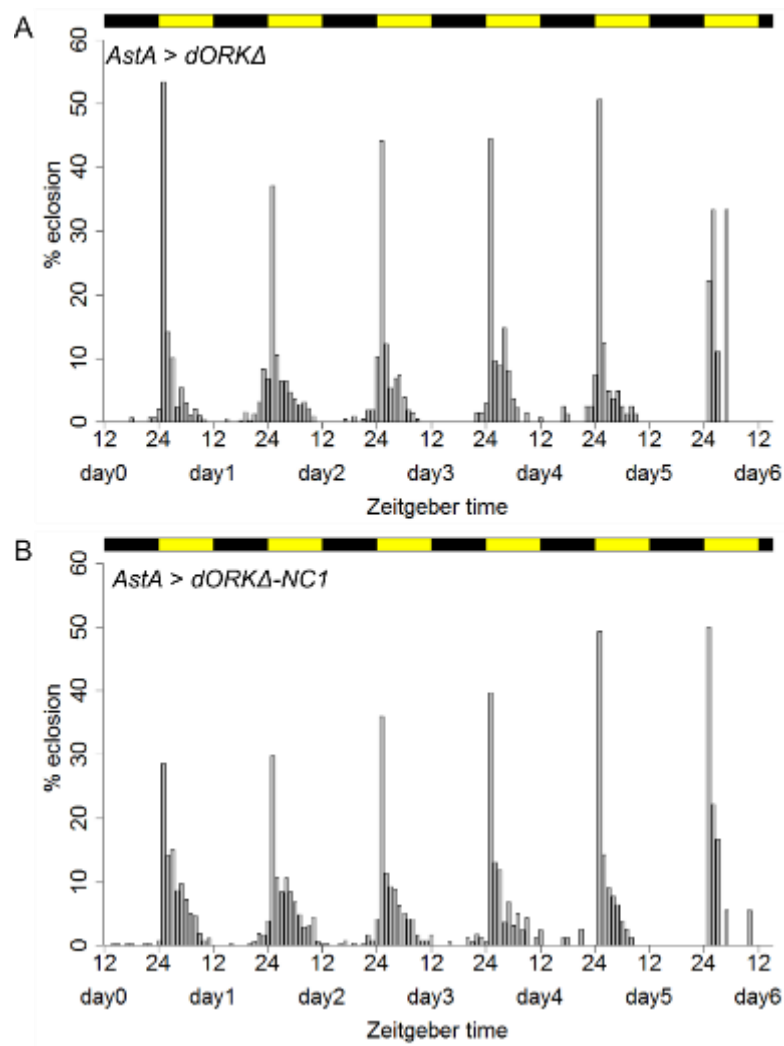 A
AstA > dORKΔ
60
50
40
30
20
10
0
% eclosion
12 24 12 24 12 24 12 24 12 24 12 24 12
day0 day1 day2 day3 day4 day5 day6
Zeitgeber time
B
AstA > dORKΔ-NC1
60
50
40
30
20
10
0
% eclosion
12 24 12 24 12 24 12 24 12 24 12 24 12
day0 day1 day2 day3 day4 day5 day6
Zeitgeber time